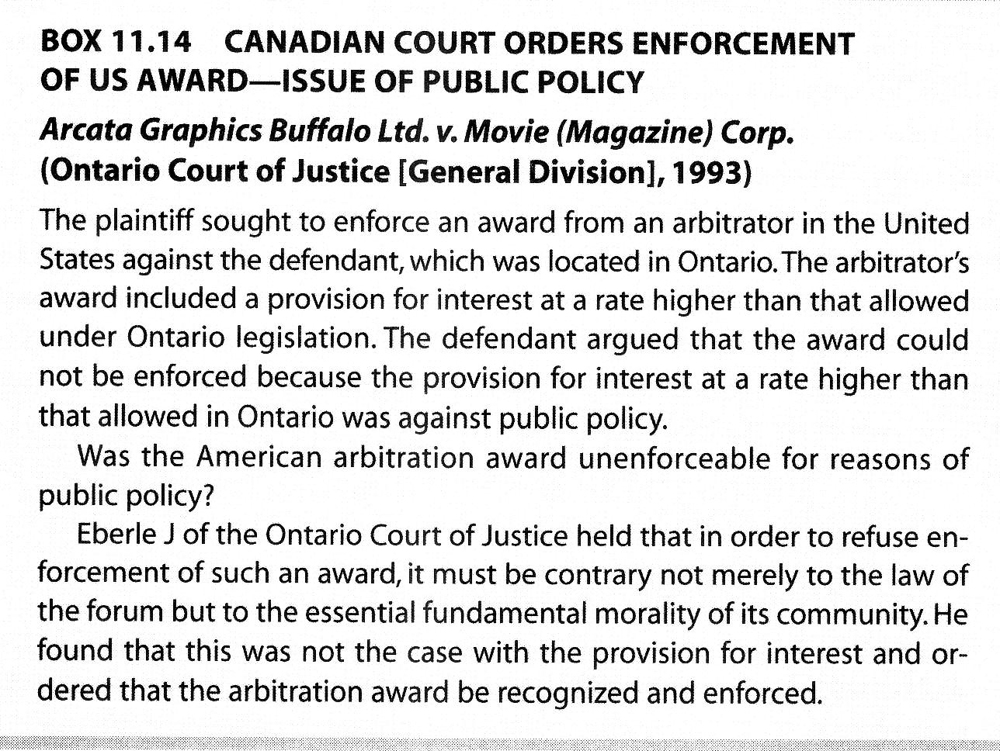 BOX 11.14 CANADIAN COURT ORDERS ENFORCEMENT
OF US AWARD—ISSUE OF PUBLIC POLICY
Arcata Graphics Buffalo Ltd. v. Movie (Magazine) Corp.
(Ontario Court of Justice [General Division], 1993)
The plaintiff sought to enforce an award from an arbitrator in the United
States against the defendant, which was located in Ontario. The arbitrator’s
award included a provision for interest at a rate higher than that allowed
under Ontario legislation. The defendant argued that the award could
not be enforced because the provision for interest at a rate higher than
that allowed in Ontario was against public policy.
Was the American arbitration award unenforceable for reasons of
public policy?
Eberle J of the Ontario Court of Justice held that in order to refuse en-
forcement of such an award, it must be contrary not merely to the law of
the forum but to the essential fundamental morality of its community. He
found that this was not the case with the provision for interest and or-
dered that the arbitration award be recognized and enforced.